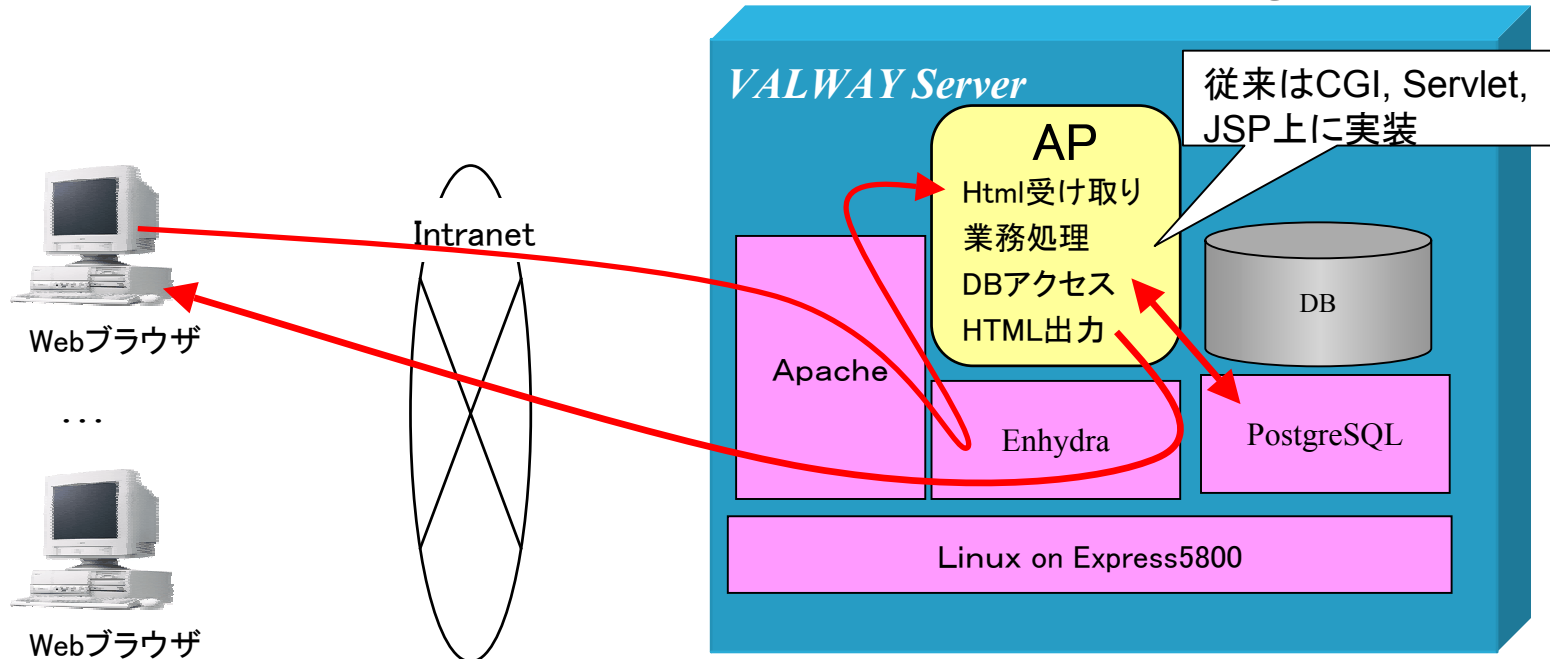 VALWAY Server
従来はCGI, Servlet,
JSP上に実装
AP
Html受け取り
業務処理
DBアクセス
HTML出力
Intranet
Webブラウザ
...
Webブラウザ
Apache
Enhydra
DB
PostgreSQL
Linux on Express5800